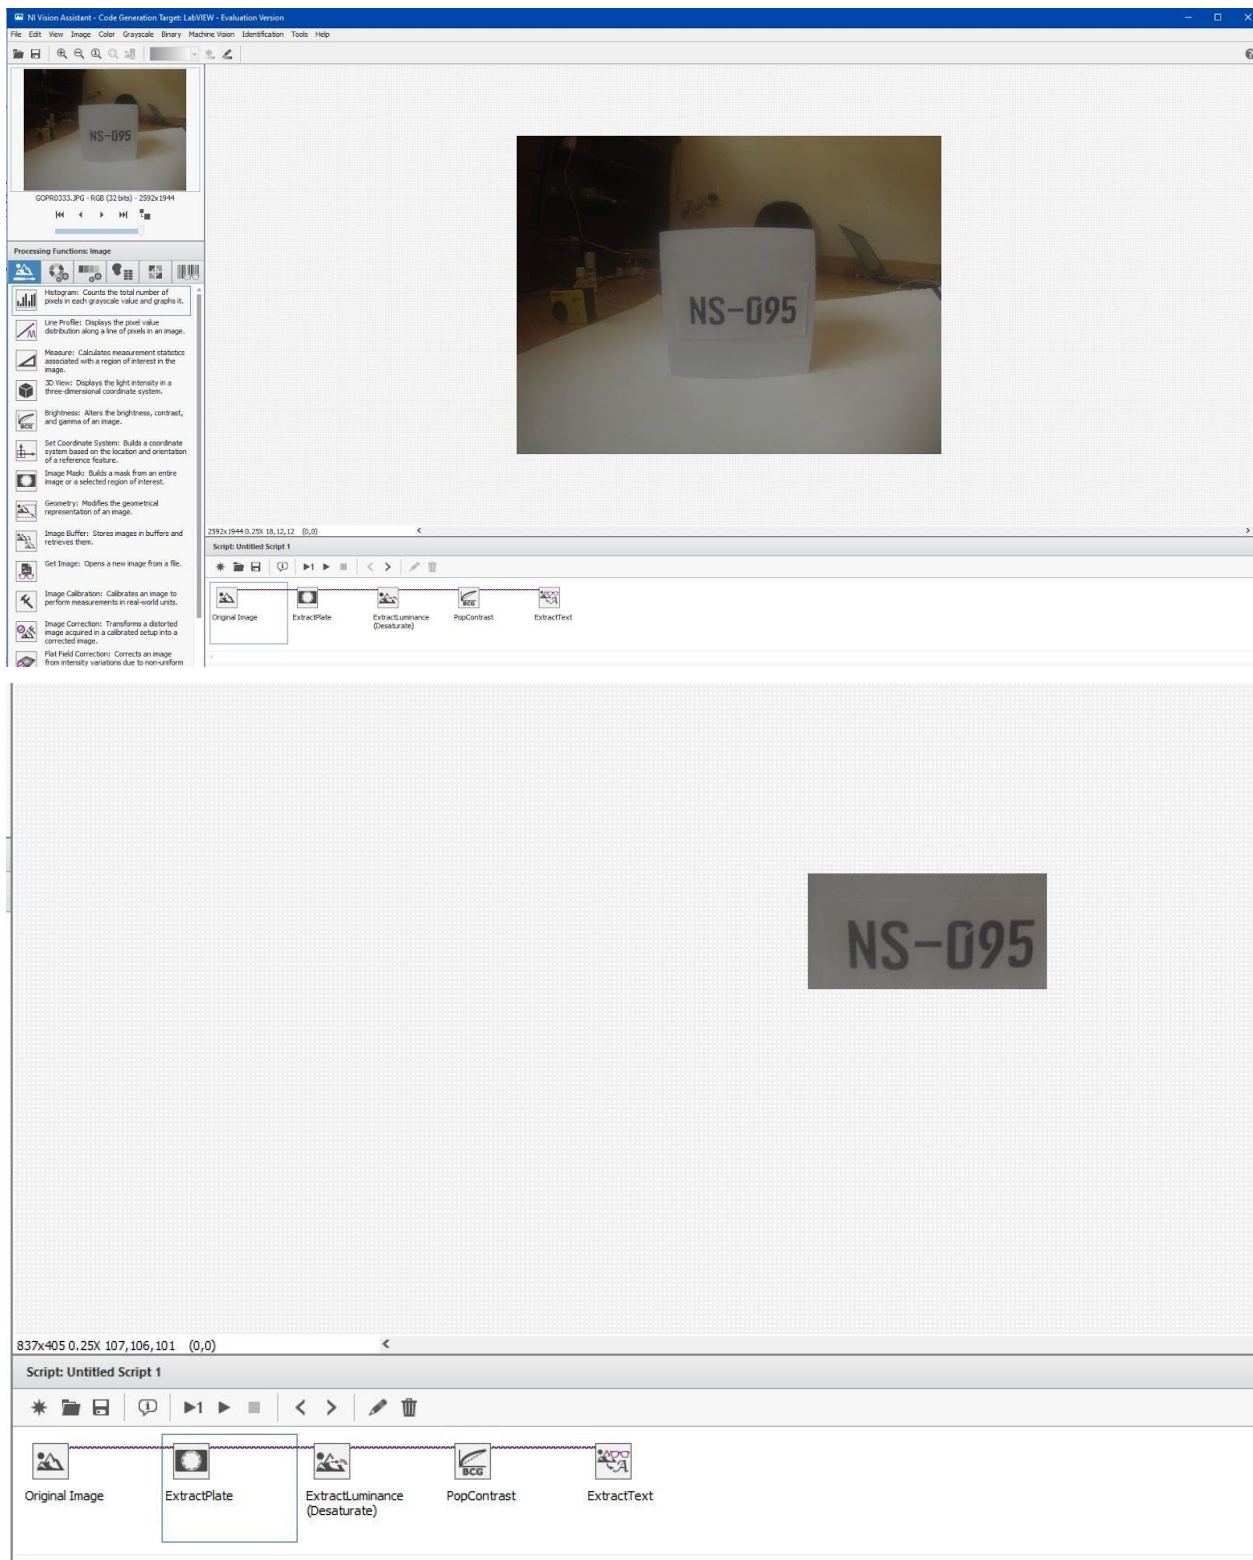 NI Vision Assistant - Code Generation Target: LabVIEW - Evaluation Version
File Edit View Image Color Grayscale Binary Machine Vision Identification Tools Help
NS-095
GOPR0333.JPG - RGB (32 bits) - 2592x1944
Processing Functions: Image
Histogram: Counts the total number of
pixels in each grayscale value and graphs it.
Line Profile: Displays the pixel value
distribution along a line of pixels in an image.
Measure: Calculates measurement statistics
associated with a region of interest in the
image.
3D View: Displays the light intensity in a
three-dimensional coordinate system.
BCG
Brightness: Alters the brightness, contrast,
and gamma of an image.
Set Coordinate System: Builds a coordinate
system based on the location and orientation
of a reference feature.
Image Mask: Builds a mask from an entire
image or a selected region of interest.
Geometry: Modifies the geometrical
representation of an image.
Image Buffer: Stores images in buffers and
retrieves them.
Get Image: Opens a new image from a file.
Image Calibration: Calibrates an image to
perform measurements in real-world units.
Image Correction: Transforms a distorted
image acquired in a calibrated setup into a
corrected image.
Flat Field Correction: Corrects an image
from intensity variations due to non-uniform
NS-095
2592x1944 0.25X 18,12,12 (0,0)
Script: Untitled Script 1
1
BCG
A
Original Image ExtractPlate ExtractLuminance PopContrast ExtractText
(Desaturate)
NS-095
837x405 0.25X 107,106,101 (0,0)
Script: Untitled Script 1
1
BCG
A
Original Image ExtractPlate ExtractLuminance PopContrast ExtractText
(Desaturate)